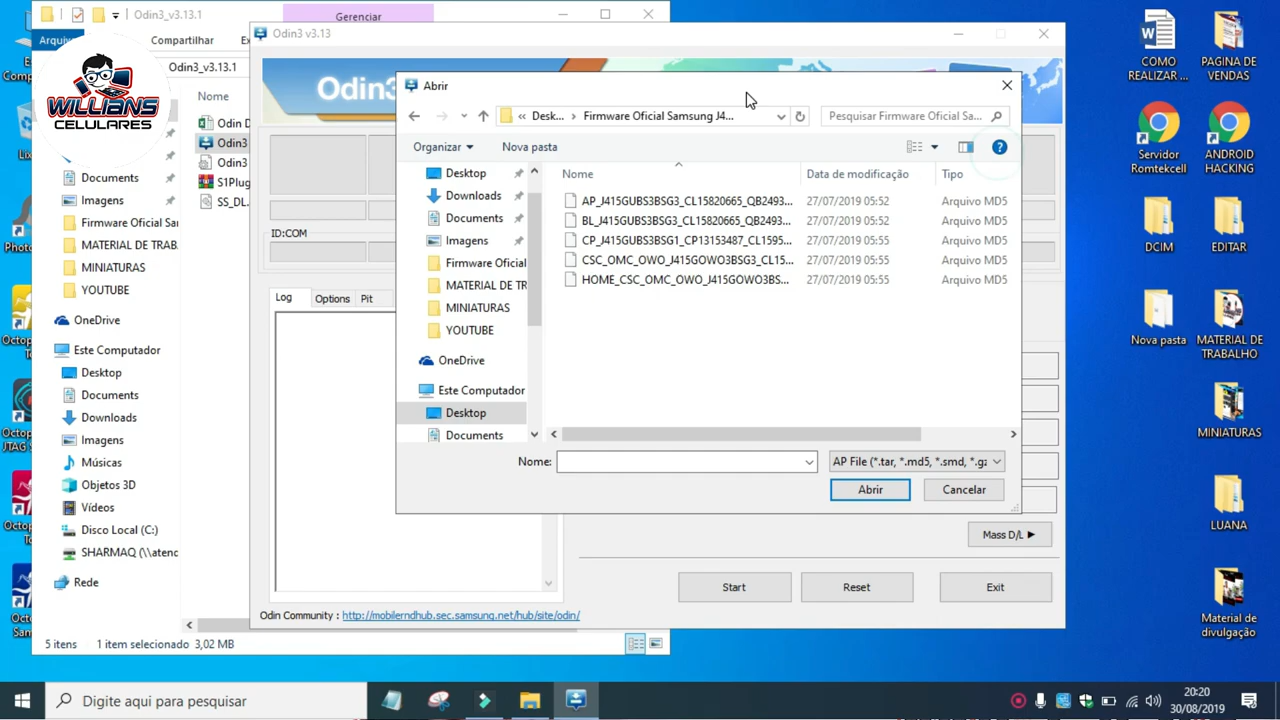 Odin3_v3.13.1
Gerenciar
Arquivo
Compartilhar
Odin3_v3.13.1
WILLIANS
CELULARES
Nome
Odin D
Odin3
Odin3
S1Plug
SS_DL.
Documents
Imagens
Firmware Oficial Sam
MATERIAL DE TRAB
MINIATURAS
YOUTUBE
OneDrive
Este Computador
Desktop
Documents
Downloads
Imagens
Músicas
Objetos 3D
Vídeos
Disco Local (C:)
SHARMAQ (\\atenc
Rede
5 itens
1 item selecionado 3,02 MB
Odin3 v3.13
Odin3
ID:COM
Log
Options
Pit
Mass D/L
Start
Reset
Exit
Odin Community : http://mobilerndhub.sec.samsung.net/hub/site/odin/
Abrir
« Desk... › Firmware Oficial Samsung J4...
Pesquisar Firmware Oficial Sa...
Organizar
Nova pasta
Desktop
Downloads
Documents
Imagens
Firmware Oficial
MATERIAL DE TR
MINIATURAS
YOUTUBE
OneDrive
Este Computador
Desktop
Documents
Nome Data de modificação Tipo
AP_J415GUBS3BSG3_CL15820665_QB2493... 27/07/2019 05:52 Arquivo MD5
BL_J415GUBS3BSG3_CL15820665_QB2493... 27/07/2019 05:52 Arquivo MD5
CP_J415GUBS3BSG1_CP13153487_CL1595... 27/07/2019 05:55 Arquivo MD5
CSC_OMC_OWO_J415GOWO3BSG3_CL15... 27/07/2019 05:55 Arquivo MD5
HOME_CSC_OMC_OWO_J415GOWO3BS... 27/07/2019 05:55 Arquivo MD5
Nome:
AP File (*.tar, *.md5, *.smd, *.gz
Abrir
Cancelar
COMO
REALIZAR ...
PAGINA DE
VENDAS
Servidor
Romtekcell
ANDROID
HACKING
DCIM
EDITAR
Nova pasta
MATERIAL DE
TRABALHO
MINIATURAS
LUANA
Material de
divulgação
Digite aqui para pesquisar
20:20
30/08/2019